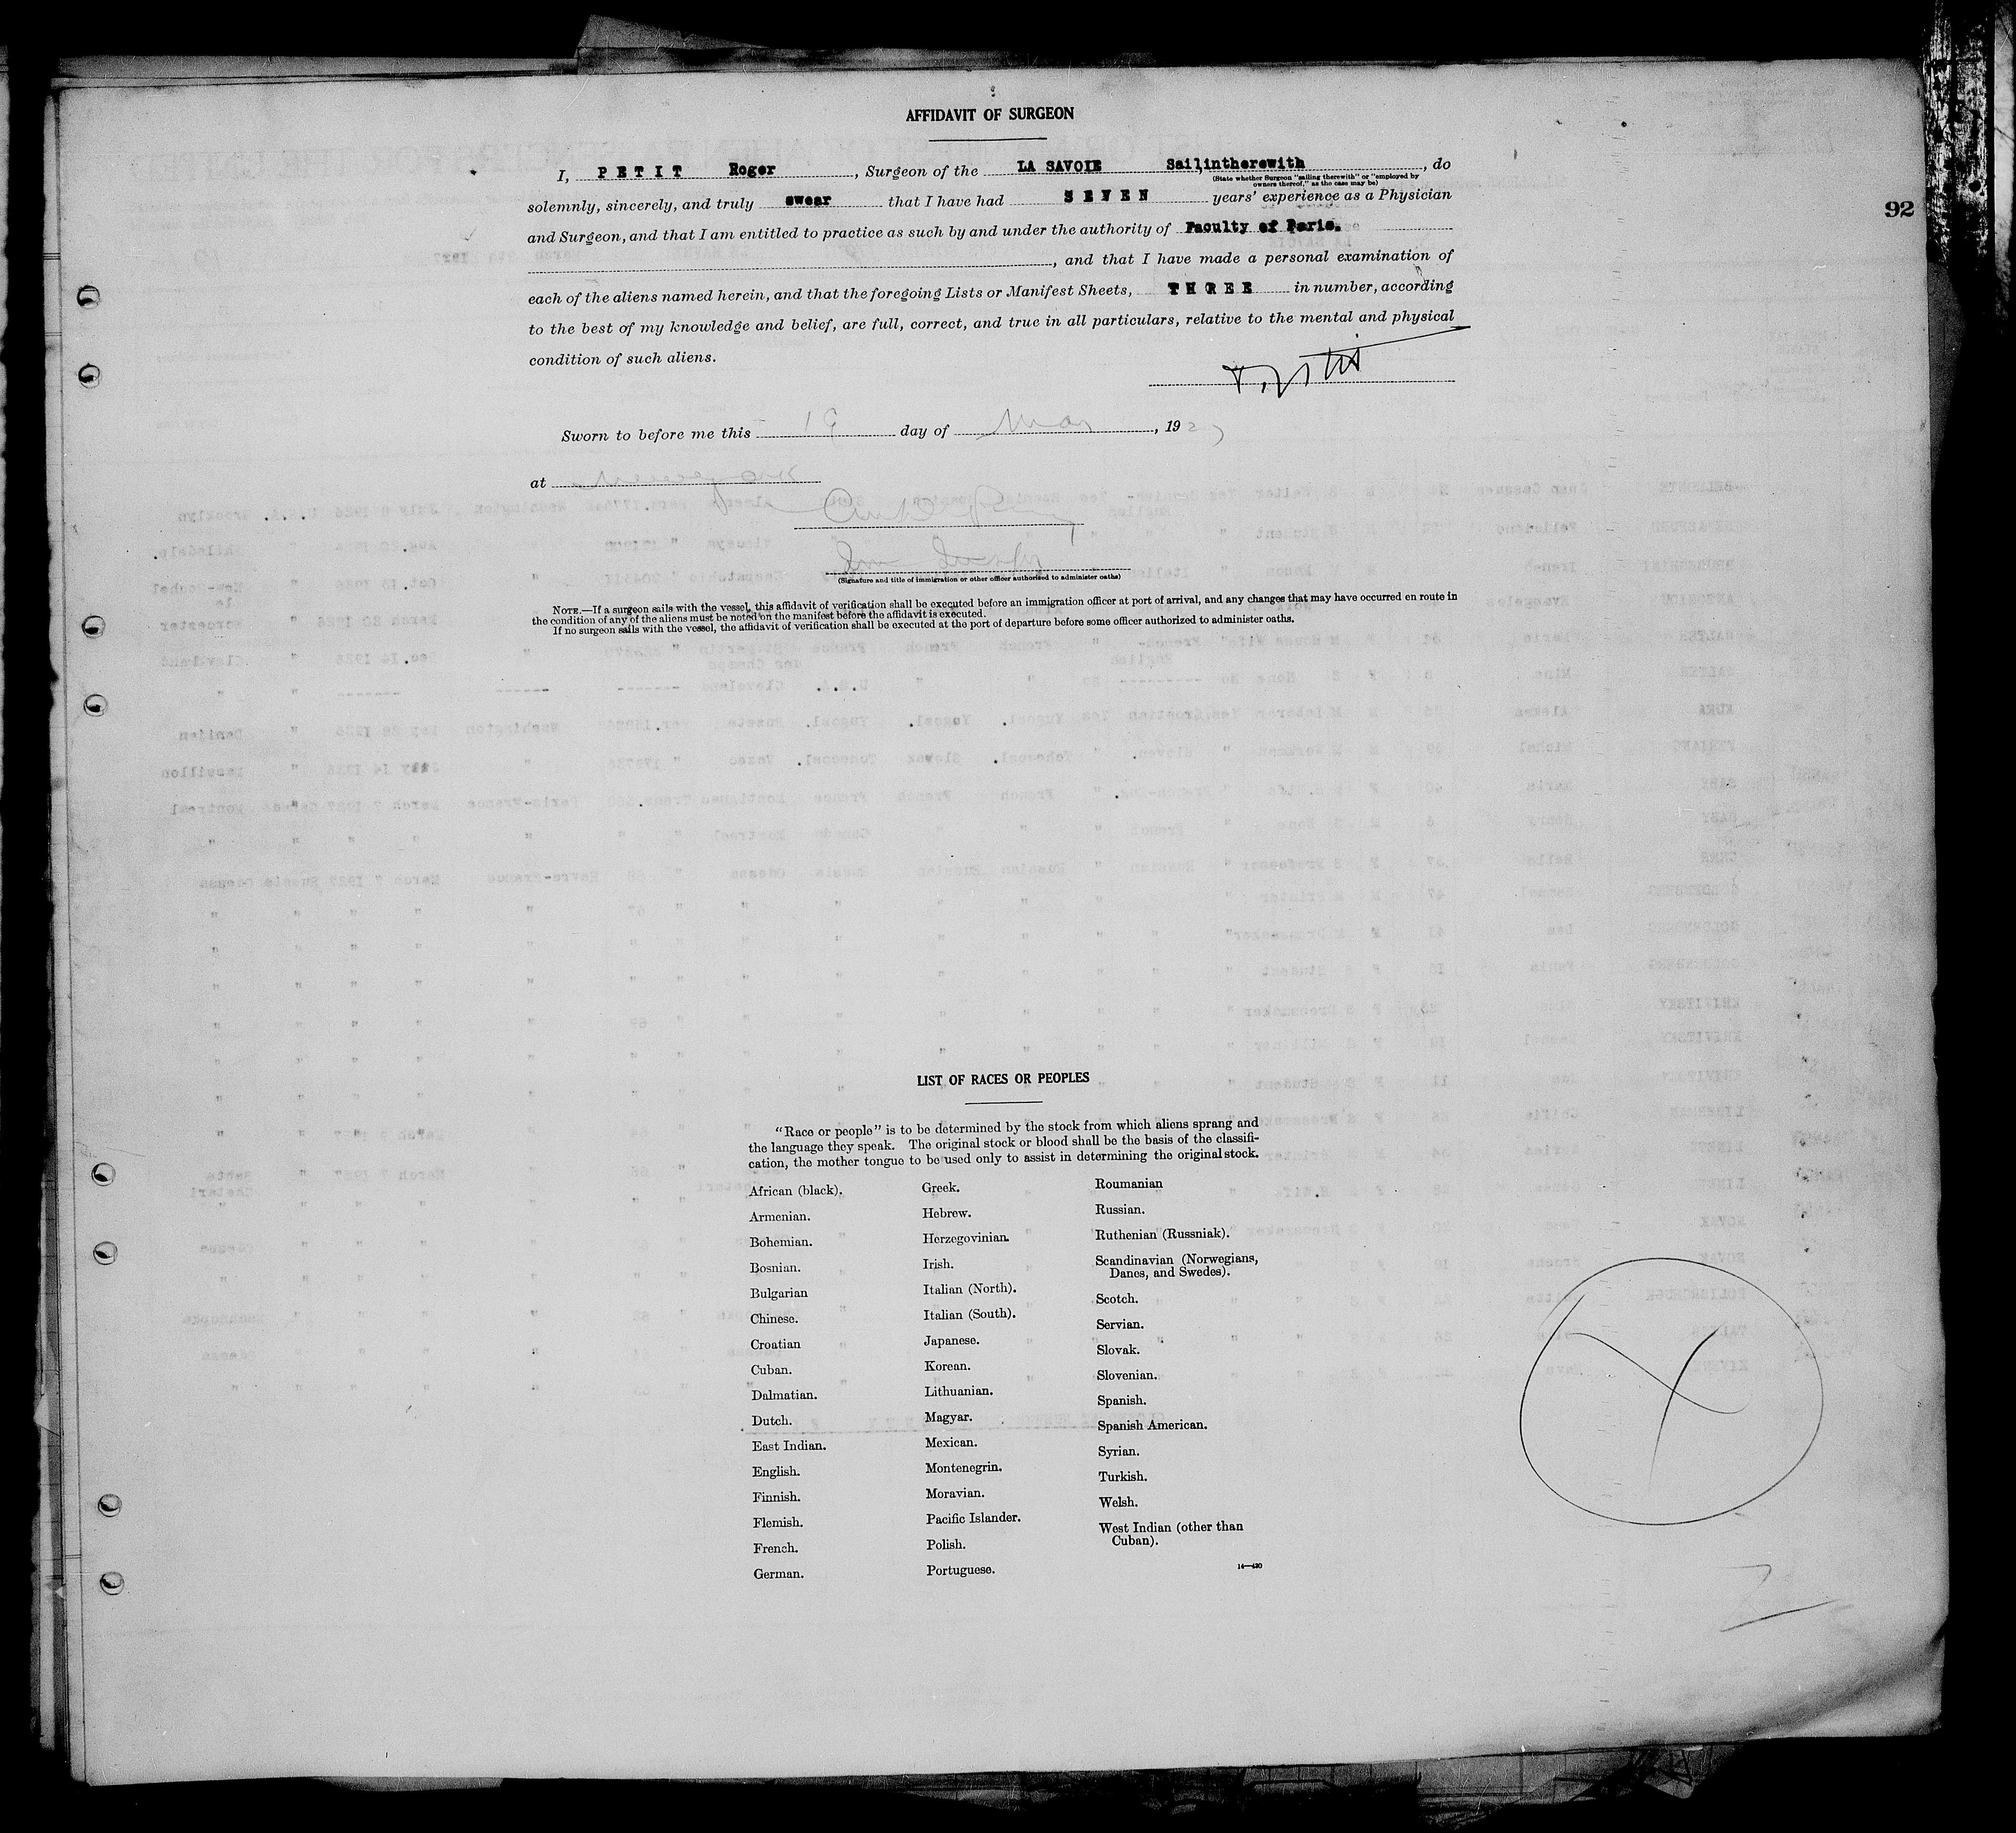 AFFIDAVIT OF SURGEON
92
I, PETIT Roger, Surgeon of the LA SAVOIE Sailintherewith, do
(State whether Surgeon "sailing therewith" or "employed by
owners thereof," as the case may be)
solemnly, sincerely, and truly swear that I have had SEVEN years' experience as a Physician
and Surgeon, and that I am entitled to practice as such by and under the authority of Faculty of Paris.
, and that I have made a personal examination of
each of the aliens named herein, and that the foregoing Lists or Manifest Sheets, THREE in number, according
to the best of my knowledge and belief, are full, correct, and true in all particulars, relative to the mental and physical
condition of such aliens.
Sworn to before me this 19 day of Mar, 1927
at New York
(Signature and title of immigration or other officer authorized to administer oaths)
NOTE.—If a surgeon sails with the vessel, this affidavit of verification shall be executed before an immigration officer at port of arrival, and any changes that may have occurred en route in
the condition of any of the aliens must be noted on the manifest before the affidavit is executed.
If no surgeon sails with the vessel, the affidavit of verification shall be executed at the port of departure before some officer authorized to administer oaths.
LIST OF RACES OR PEOPLES
"Race or people" is to be determined by the stock from which aliens sprang and
the language they speak. The original stock or blood shall be the basis of the classifi-
cation, the mother tongue to be used only to assist in determining the original stock.
African (black).
Armenian.
Bohemian.
Bosnian.
Bulgarian
Chinese.
Croatian
Cuban.
Dalmatian.
Dutch.
East Indian.
English.
Finnish.
Flemish.
French.
German.
Greek.
Hebrew.
Herzegovinian.
Irish.
Italian (North).
Italian (South).
Japanese.
Korean.
Lithuanian.
Magyar.
Mexican.
Montenegrin.
Moravian.
Pacific Islander.
Polish.
Portuguese.
Roumanian
Russian.
Ruthenian (Russniak).
Scandinavian (Norwegians,
Danes, and Swedes).
Scotch.
Servian.
Slovak.
Slovenian.
Spanish.
Spanish American.
Syrian.
Turkish.
Welsh.
West Indian (other than
Cuban).
14—430